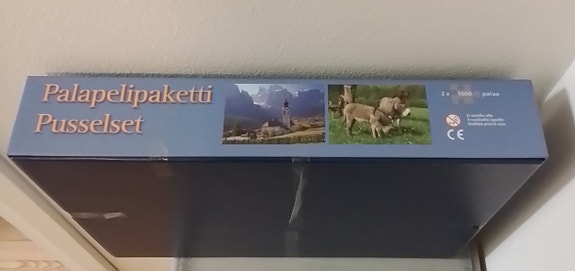 Palapelipaketti
Pusselset
2 x 1000 palaa
CE